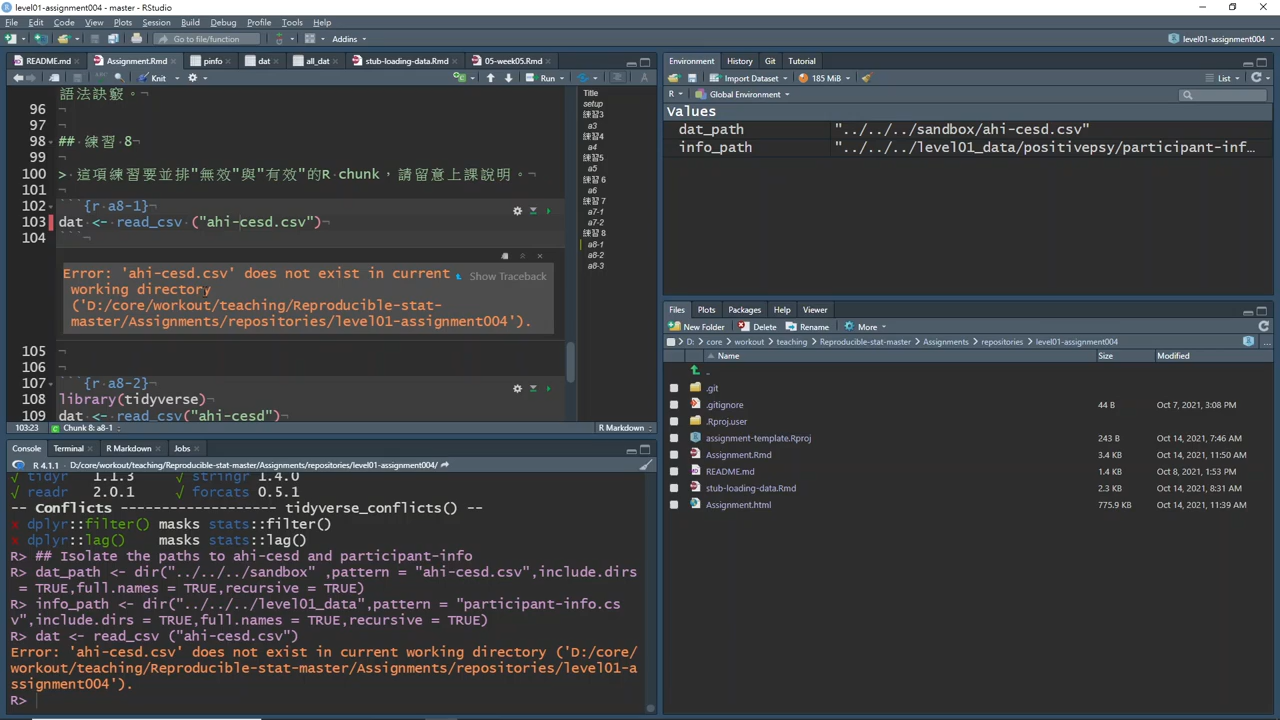 level01-assignment004 - master - RStudio
File Edit Code View Plots Session Build Debug Profile Tools Help
Go to file/function Addins level01-assignment004
README.md Assignment.Rmd pinfo dat all_dat stub-loading-data.Rmd 05-week05.Rmd
Knit Run
語法訣竅。¬
96 ¬
97 ¬
98 ##·練習·8¬
99 ¬
100 >·這項練習要並排"無效"與"有效"的R·chunk，請留意上課說明。¬
101 ¬
102 ```{r·a8-1}¬
103 dat·<-·read_csv·("ahi-cesd.csv")¬
104 ```¬
Error: 'ahi-cesd.csv' does not exist in current
working directory
('D:/core/workout/teaching/Reproducible-stat-
master/Assignments/repositories/level01-assignment004').
Show Traceback
105 ¬
106 ¬
107 ```{r·a8-2}¬
108 library(tidyverse)¬
109 dat·<-·read_csv("ahi-cesd")¬
103:23 Chunk 8: a8-1 R Markdown
Title
setup
練習3
a3
練習4
a4
練習5
a5
練習 6
a6
練習 7
a7-1
a7-2
練習 8
a8-1
a8-2
a8-3
Console Terminal R Markdown Jobs
R 4.1.1 · D:/core/workout/teaching/Reproducible-stat-master/Assignments/repositories/level01-assignment004/
√ tidyr 1.1.3 √ stringr 1.4.0
√ readr 2.0.1 √ forcats 0.5.1
-- Conflicts ------------------- tidyverse_conflicts() --
x dplyr::filter() masks stats::filter()
x dplyr::lag() masks stats::lag()
R> ## Isolate the paths to ahi-cesd and participant-info
R> dat_path <- dir("../../../sandbox" ,pattern = "ahi-cesd.csv",include.dirs
= TRUE,full.names = TRUE,recursive = TRUE)
R> info_path <- dir("../../../level01_data",pattern = "participant-info.cs
v",include.dirs = TRUE,full.names = TRUE,recursive = TRUE)
R> dat <- read_csv ("ahi-cesd.csv")
Error: 'ahi-cesd.csv' does not exist in current working directory ('D:/core/
workout/teaching/Reproducible-stat-master/Assignments/repositories/level01-a
ssignment004').
R>
Environment History Git Tutorial
Import Dataset 185 MiB List
R Global Environment
Values
dat_path "../../../sandbox/ahi-cesd.csv"
info_path "../../../level01_data/positivepsy/participant-inf…
Files Plots Packages Help Viewer
New Folder Delete Rename More
D: core workout teaching Reproducible-stat-master Assignments repositories level01-assignment004 ...
Name Size Modified
..
.git
.gitignore 44 B Oct 7, 2021, 3:08 PM
.Rproj.user
assignment-template.Rproj 243 B Oct 14, 2021, 7:46 AM
Assignment.Rmd 3.4 KB Oct 14, 2021, 11:50 AM
README.md 1.4 KB Oct 8, 2021, 1:53 PM
stub-loading-data.Rmd 2.3 KB Oct 14, 2021, 8:31 AM
Assignment.html 775.9 KB Oct 14, 2021, 11:39 AM